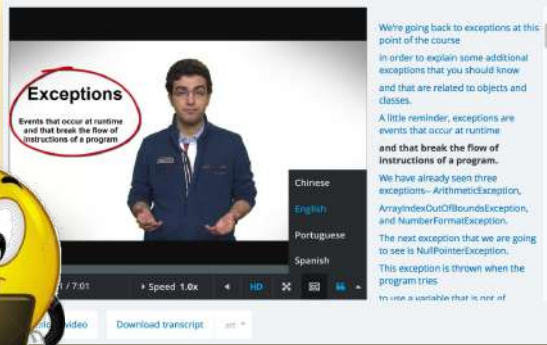 Exceptions
Events that occur at runtime
and that break the flow of
instructions of a program
Chinese
English
Portuguese
Spanish
/ 7:01
Speed 1.0x
HD
video
Download transcript
.srt
We're going back to exceptions at this
point of the course
in order to explain some additional
exceptions that you should know
and that are related to objects and
classes.
A little reminder, exceptions are
events that occur at runtime
and that break the flow of
instructions of a program.
We have already seen three
exceptions-- ArithmeticException,
ArrayIndexOutOfBoundsException,
and NumberFormatException.
The next exception that we are going
to see is NullPointerException.
This exception is thrown when the
program tries
to use a variable that is not of